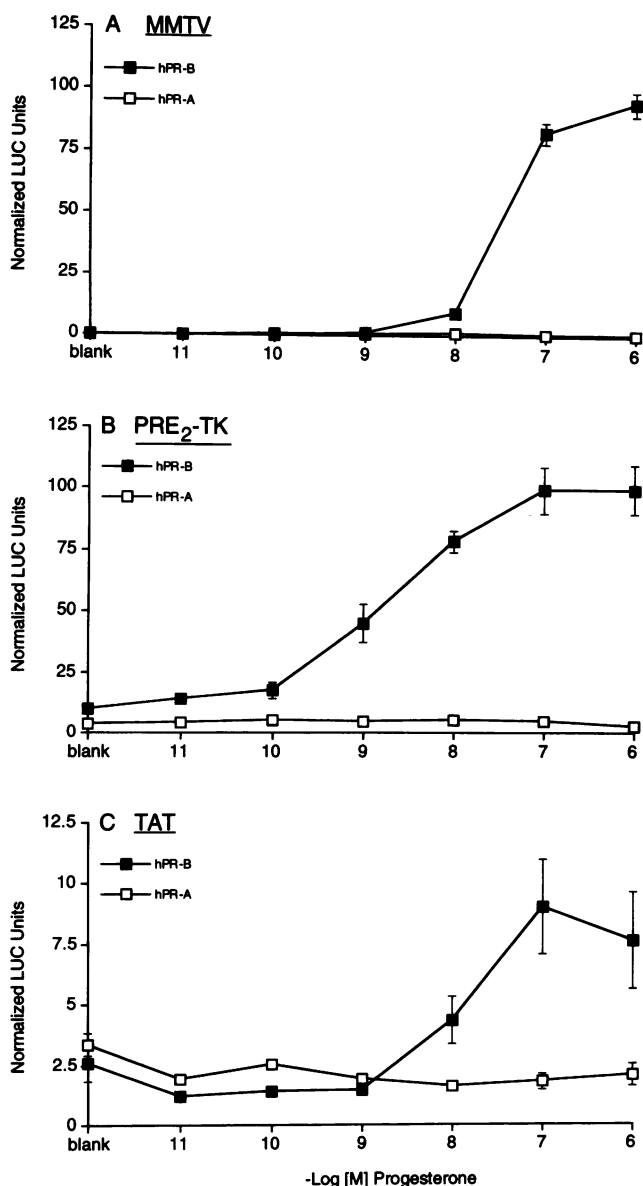 A MMTV
hPR-B
hPR-A
Normalized LUC Units
125
100
75
50
25
0
blank 11 10 9 8 7 6
B PRE2-TK
hPR-B
hPR-A
Normalized LUC Units
125
100
75
50
25
0
blank 11 10 9 8 7 6
C TAT
hPR-B
hPR-A
Normalized LUC Units
12.5
10
7.5
5
2.5
0
blank 11 10 9 8 7 6
-Log [M] Progesterone